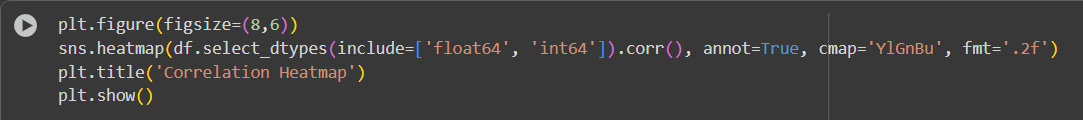 plt.figure(figsize=(8,6))
sns.heatmap(df.select_dtypes(include=['float64', 'int64']).corr(), annot=True, cmap='YlGnBu', fmt='.2f')
plt.title('Correlation Heatmap')
plt.show()